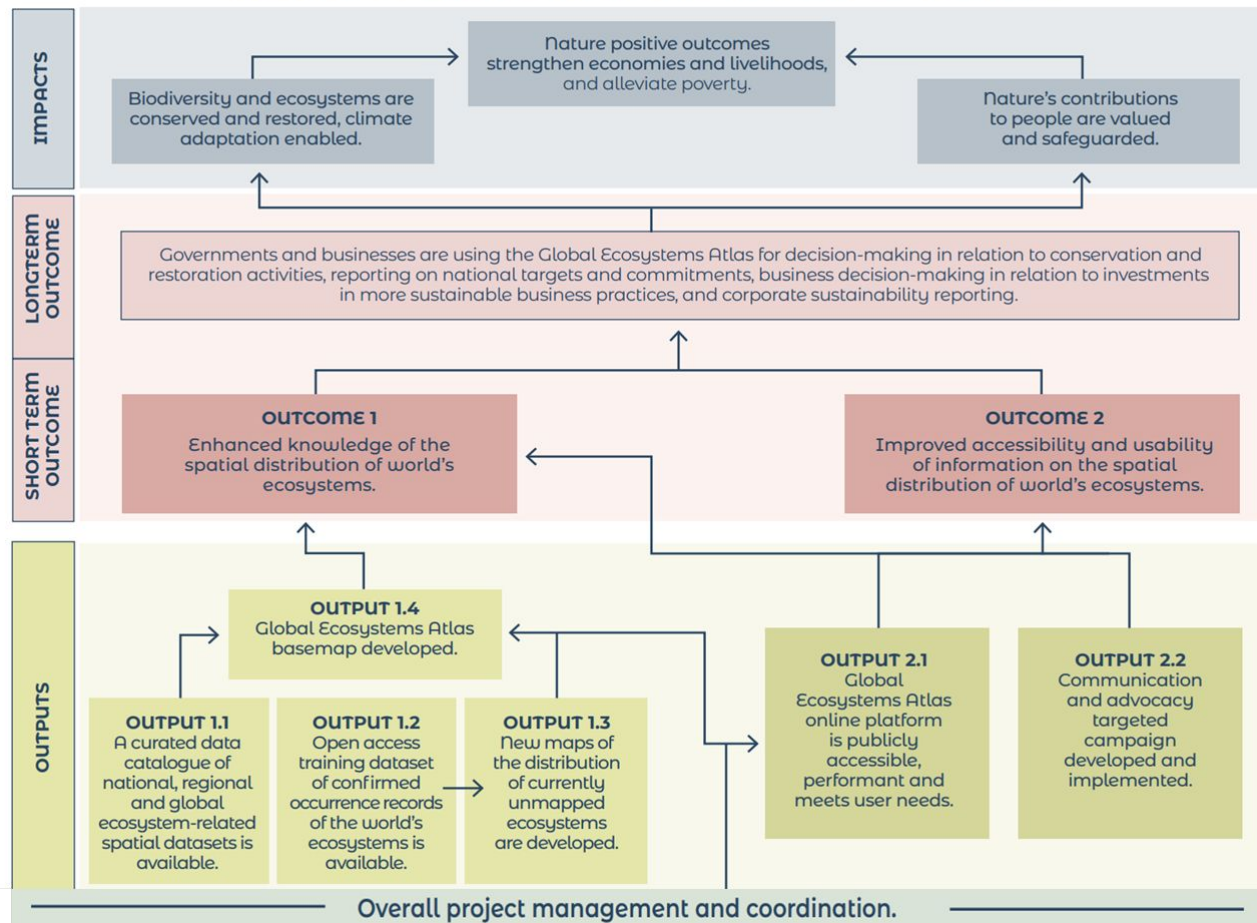 IMPACTS
Nature positive outcomes
strengthen economies and livelihoods,
and alleviate poverty.
Biodiversity and ecosystems are
conserved and restored, climate
adaptation enabled.
Nature's contributions
to people are valued
and safeguarded.
LONGTERM
OUTCOME
Governments and businesses are using the Global Ecosystems Atlas for decision-making in relation to conservation and
restoration activities, reporting on national targets and commitments, business decision-making in relation to investments
in more sustainable business practices, and corporate sustainability reporting.
SHORT TERM
OUTCOME
OUTCOME 1
Enhanced knowledge of the
spatial distribution of world's
ecosystems.
OUTCOME 2
Improved accessibility and usability
of information on the spatial
distribution of world's ecosystems.
OUTPUTS
OUTPUT 1.4
Global Ecosystems Atlas
basemap developed.
OUTPUT 1.1
A curated data
catalogue of
national, regional
and global
ecosystem-related
spatial datasets is
available.
OUTPUT 1.2
Open access
training dataset
of confirmed
occurrence records
of the world's
ecosystems is
available.
OUTPUT 1.3
New maps of
the distribution
of currently
unmapped
ecosystems
are developed.
OUTPUT 2.1
Global
Ecosystems Atlas
online platform
is publicly
accessible,
performant and
meets user needs.
OUTPUT 2.2
Communication
and advocacy
targeted
campaign
developed and
implemented.
Overall project management and coordination.